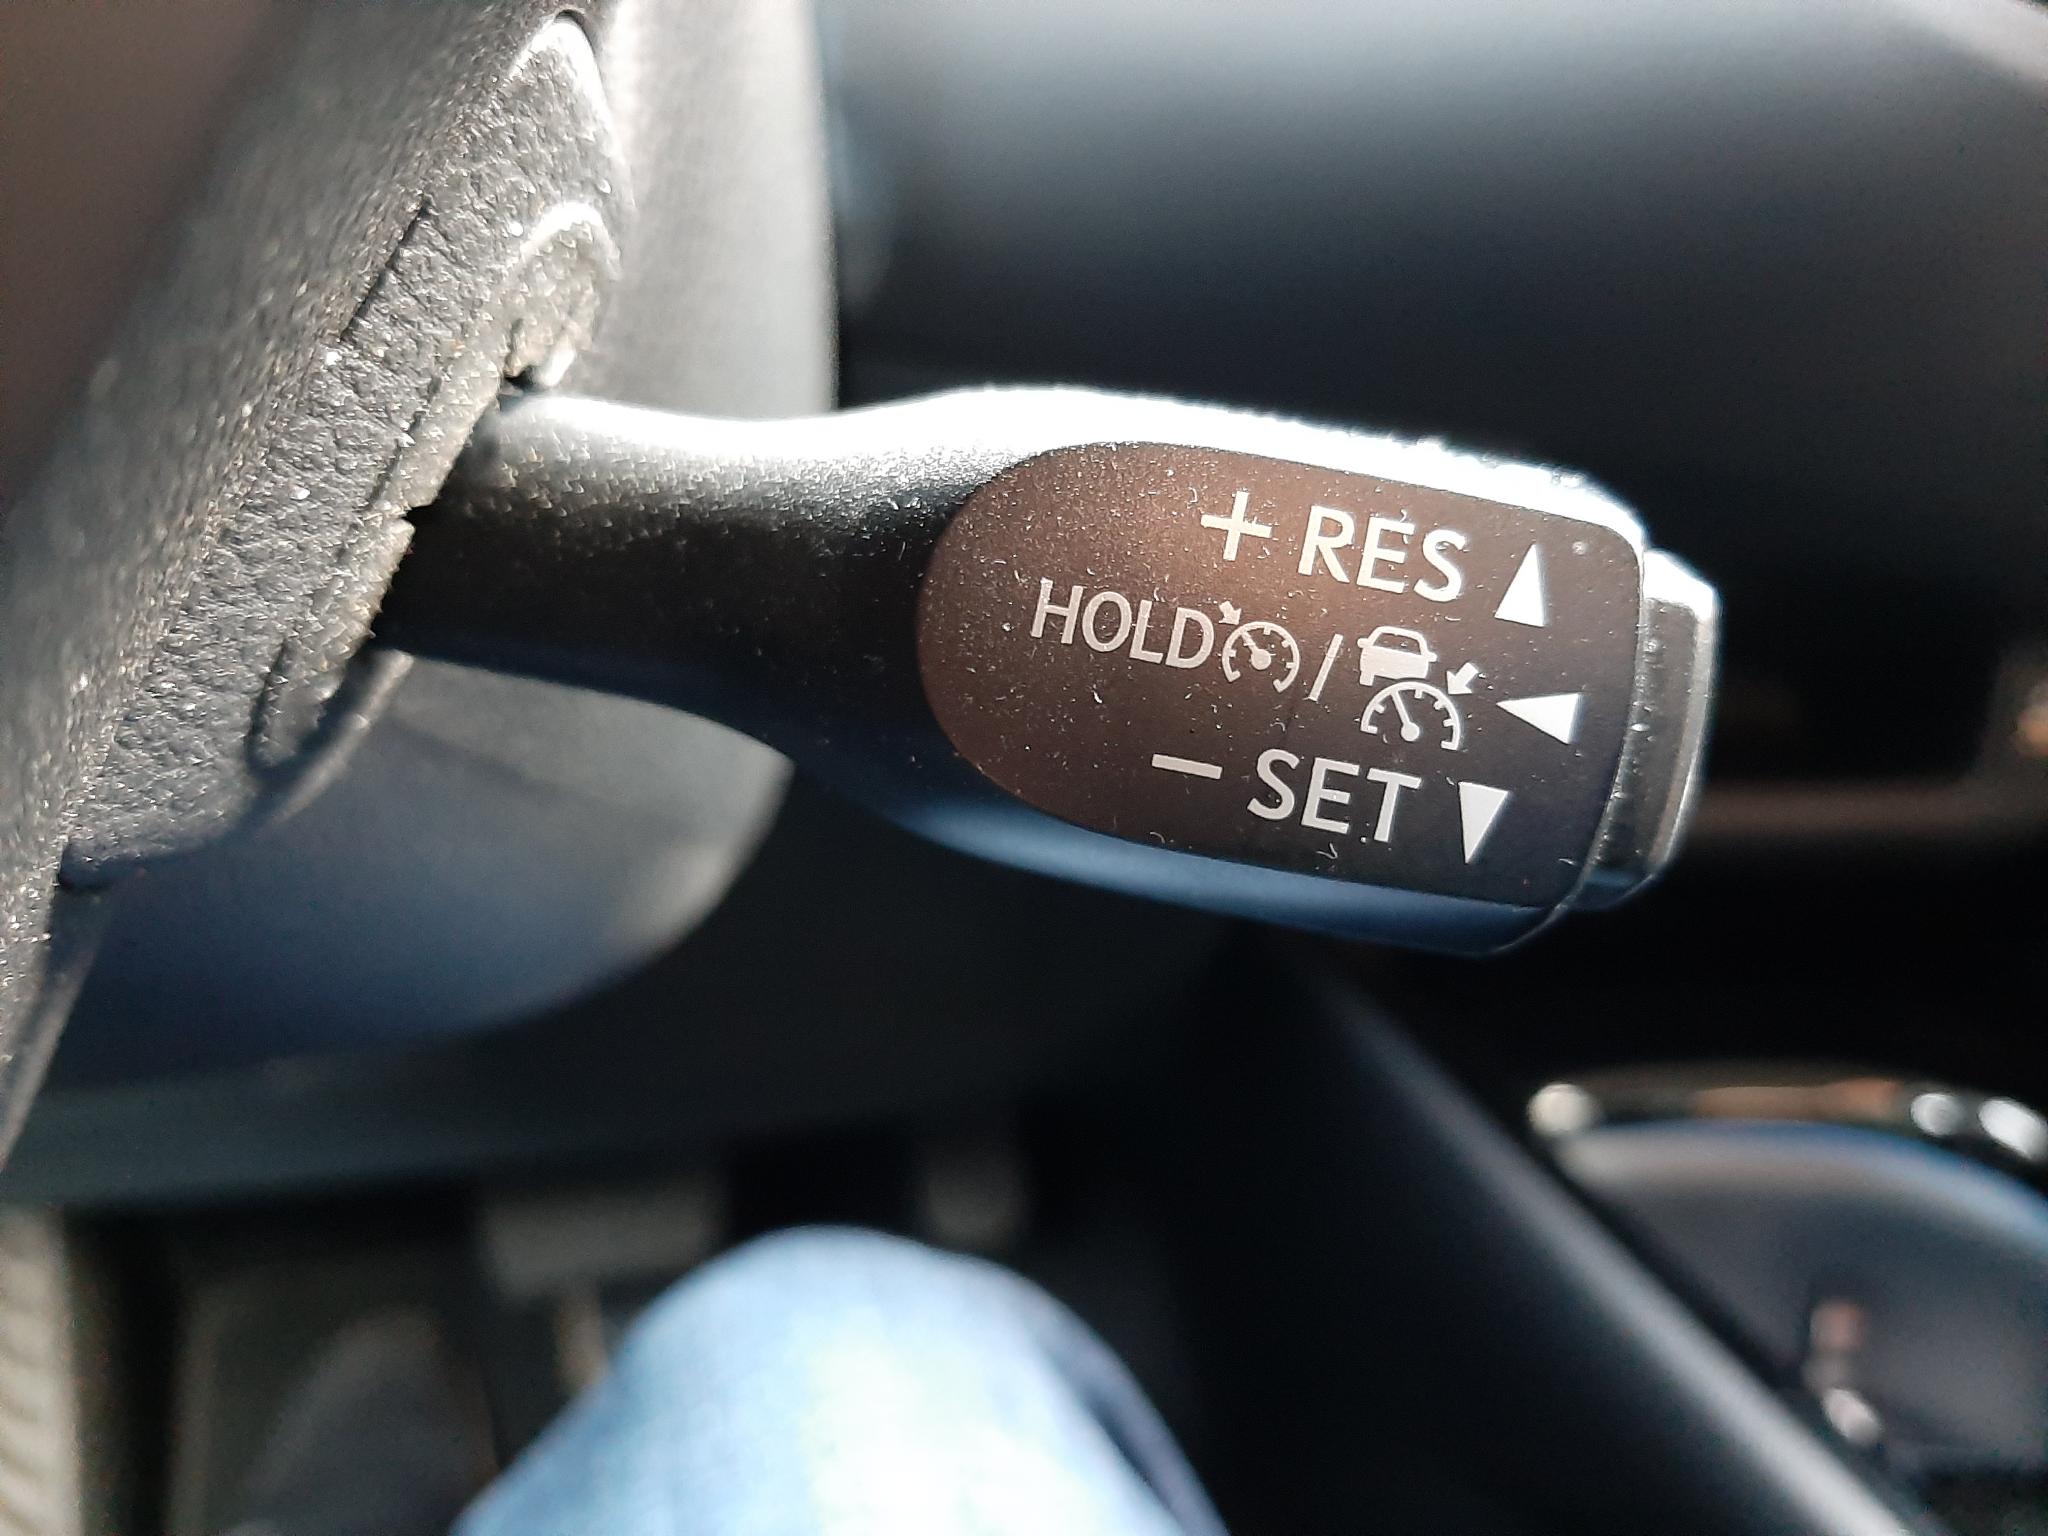 + RES
HOLD /
− SET